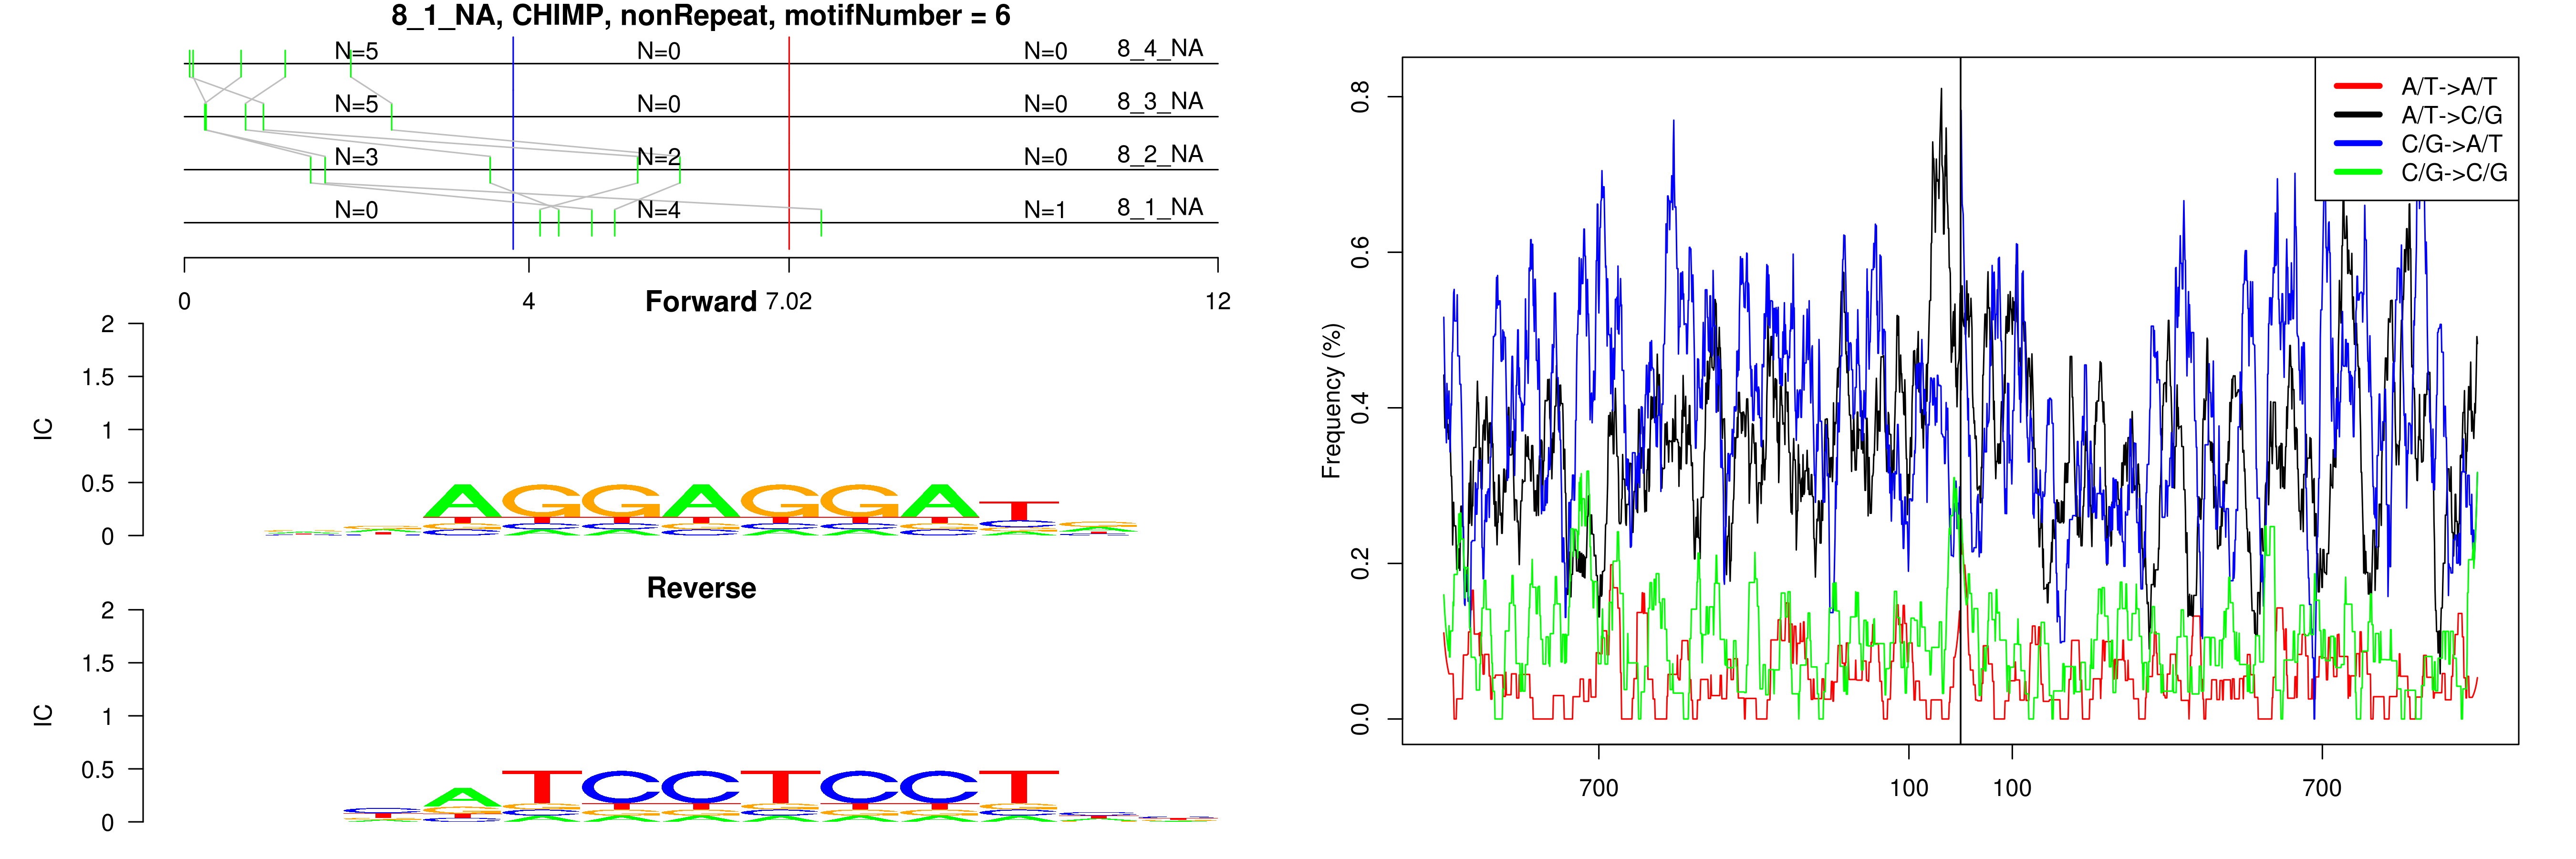 8_1_NA, CHIMP, nonRepeat, motifNumber = 6
N=5 N=0 N=0 8_4_NA
N=5 N=0 N=0 8_3_NA
N=3 N=2 N=0 8_2_NA
N=0 N=4 N=1 8_1_NA
0 4 7.02 12
Forward
2
1.5
1
0.5
0
IC
AGGAGGAT
Reverse
2
1.5
1
0.5
0
IC
ATCCTCCT
Frequency (%)
0.8
0.6
0.4
0.2
0.0
700 100 100 700
A/T->A/T
A/T->C/G
C/G->A/T
C/G->C/G